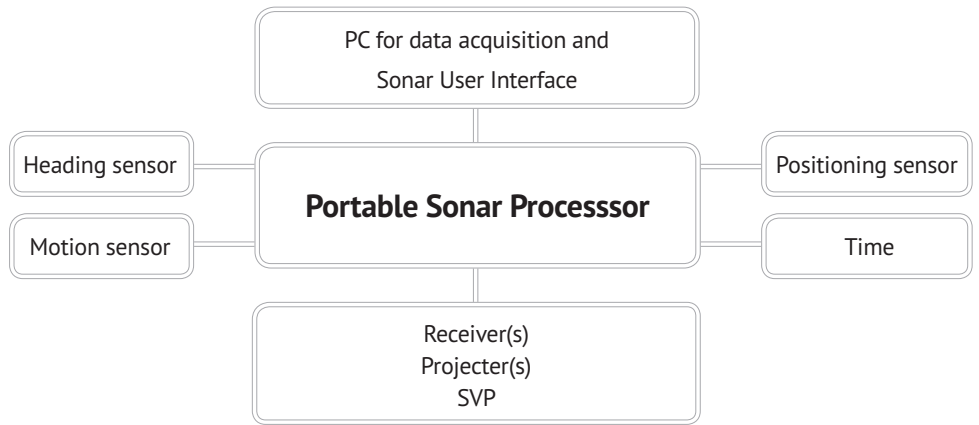 PC for data acquisition and
Sonar User Interface
Heading sensor
Positioning sensor
Portable Sonar Processsor
Motion sensor
Time
Receiver(s)
Projecter(s)
SVP